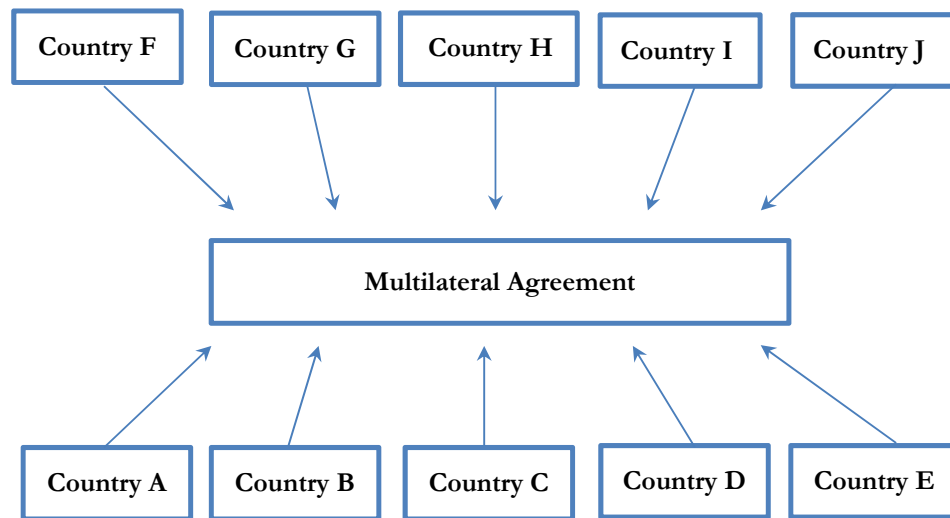 Country F
Country G
Country H
Country I
Country J
Multilateral Agreement
Country A
Country B
Country C
Country D
Country E